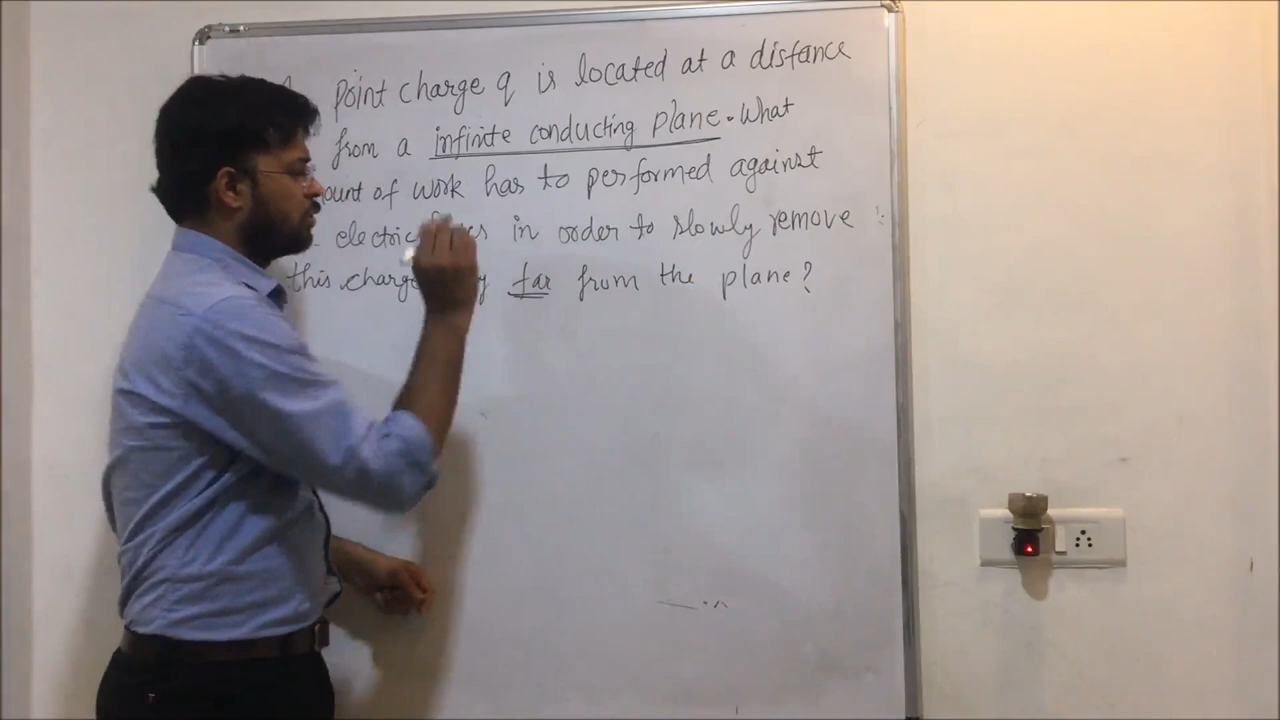 point charge q is located at a distance
from a infinite conducting plane. What
of work has to performed against
electric in order to slowly remove
this charge far from the plane?